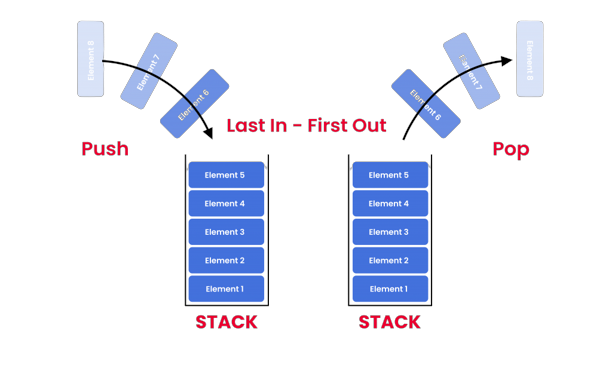 Element 8
Element 7
Element 6
Push
Last In - First Out
Element 6
Element 7
Element 8
Pop
Element 5
Element 4
Element 3
Element 2
Element 1
STACK
Element 5
Element 4
Element 3
Element 2
Element 1
STACK